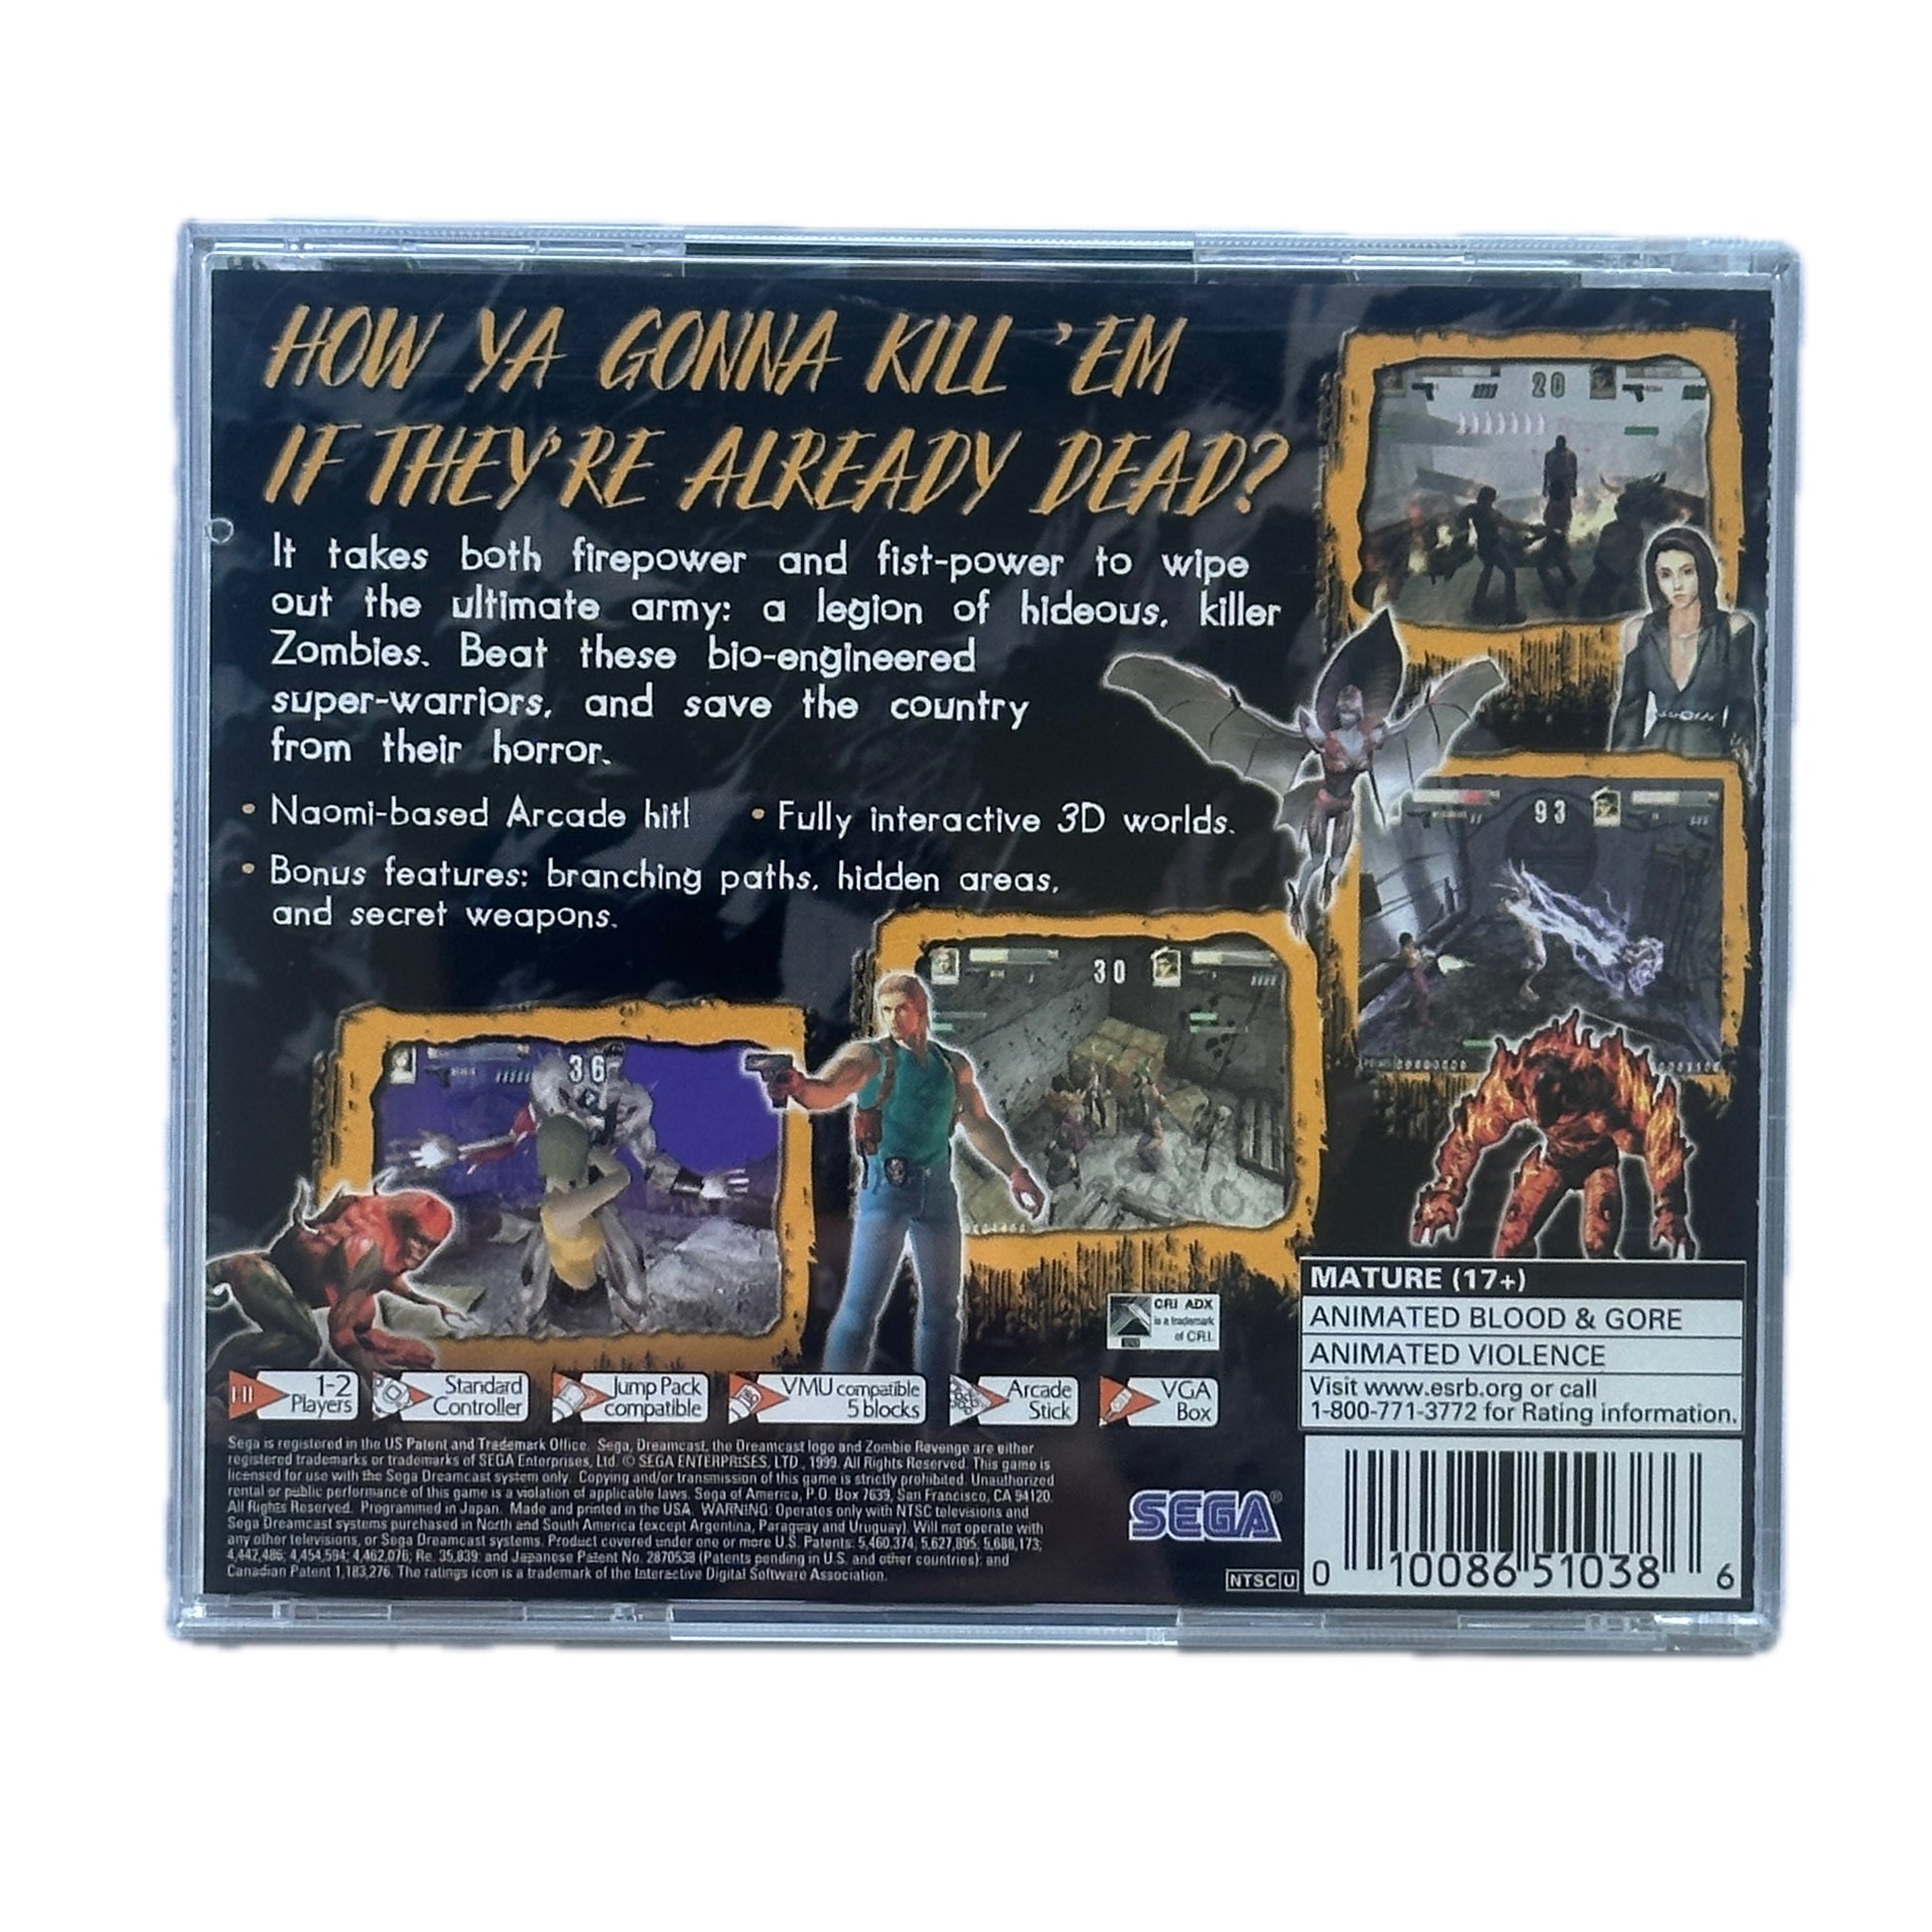 HOW YA GONNA KILL 'EM
IF THEY'RE ALREADY DEAD?
It takes both firepower and fist-power to wipe
out the ultimate army: a legion of hideous, killer
Zombies. Beat these bio-engineered
super-warriors, and save the country
from their horror.
• Naomi-based Arcade hit!
• Fully interactive 3D worlds.
• Bonus features: branching paths, hidden areas,
and secret weapons.
20
93
30
36
CRI ADX
is a trademark
of CRI.
MATURE (17+)
ANIMATED BLOOD & GORE
ANIMATED VIOLENCE
Visit www.esrb.org or call
1-800-771-3772 for Rating information.
1-2
Players
Standard
Controller
Jump Pack
compatible
VMU compatible
5 blocks
Arcade
Stick
VGA
Box
Sega is registered in the US Patent and Trademark Office. Sega, Dreamcast, the Dreamcast logo and Zombie Revenge are either
registered trademarks or trademarks of SEGA Enterprises, Ltd. © SEGA ENTERPRISES, LTD., 1999. All Rights Reserved. This game is
licensed for use with the Sega Dreamcast system only. Copying and/or transmission of this game is strictly prohibited. Unauthorized
rental or public performance of this game is a violation of applicable laws. Sega of America, P.O. Box 7639, San Francisco, CA 94120.
All Rights Reserved. Programmed in Japan. Made and printed in the USA. WARNING: Operates only with NTSC televisions and
Sega Dreamcast systems purchased in North and South America (except Argentina, Paraguay and Uruguay). Will not operate with
any other televisions, or Sega Dreamcast systems. Product covered under one or more U.S. Patents: 5,460,374; 5,627,895; 5,688,173;
4,442,486; 4,454,594; 4,462,076; Re. 35,839; and Japanese Patent No. 2870538 (Patents pending in U.S. and other countries); and
Canadian Patent 1,183,276. The ratings icon is a trademark of the Interactive Digital Software Association.
SEGA®
NTSC U
0 10086 51038 6